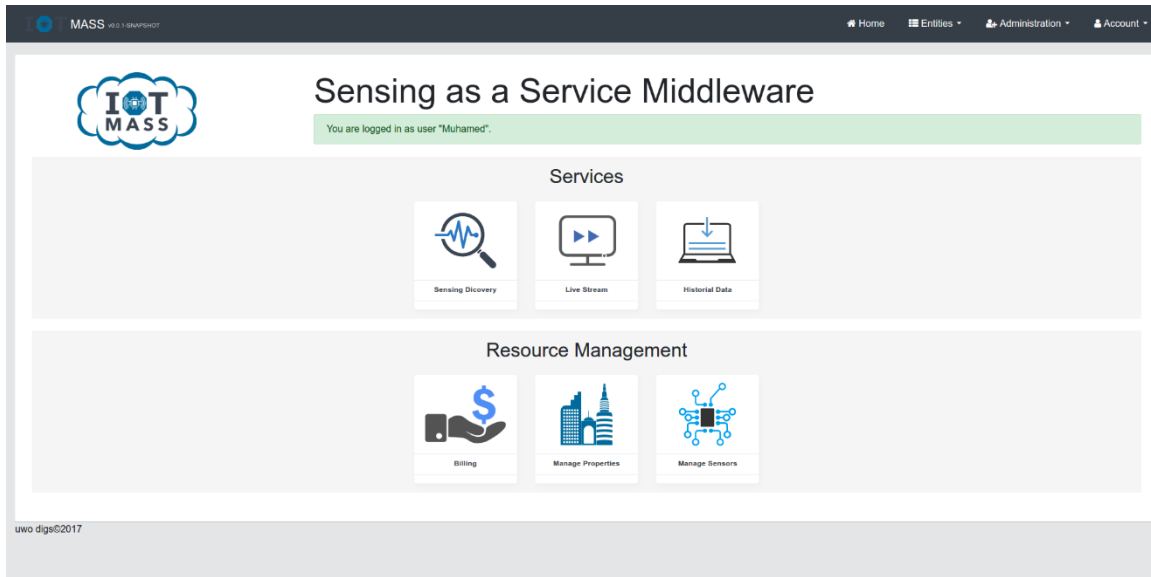 IOT MASS v0.0.1-SNAPSHOT Home Entities Administration Account
IOT
MASS
Sensing as a Service Middleware
You are logged in as user "Muhamed".
Services
Sensing Dicovery Live Stream Historial Data
Resource Management
$
Billing Manage Properties Manage Sensors
uwo digs©2017